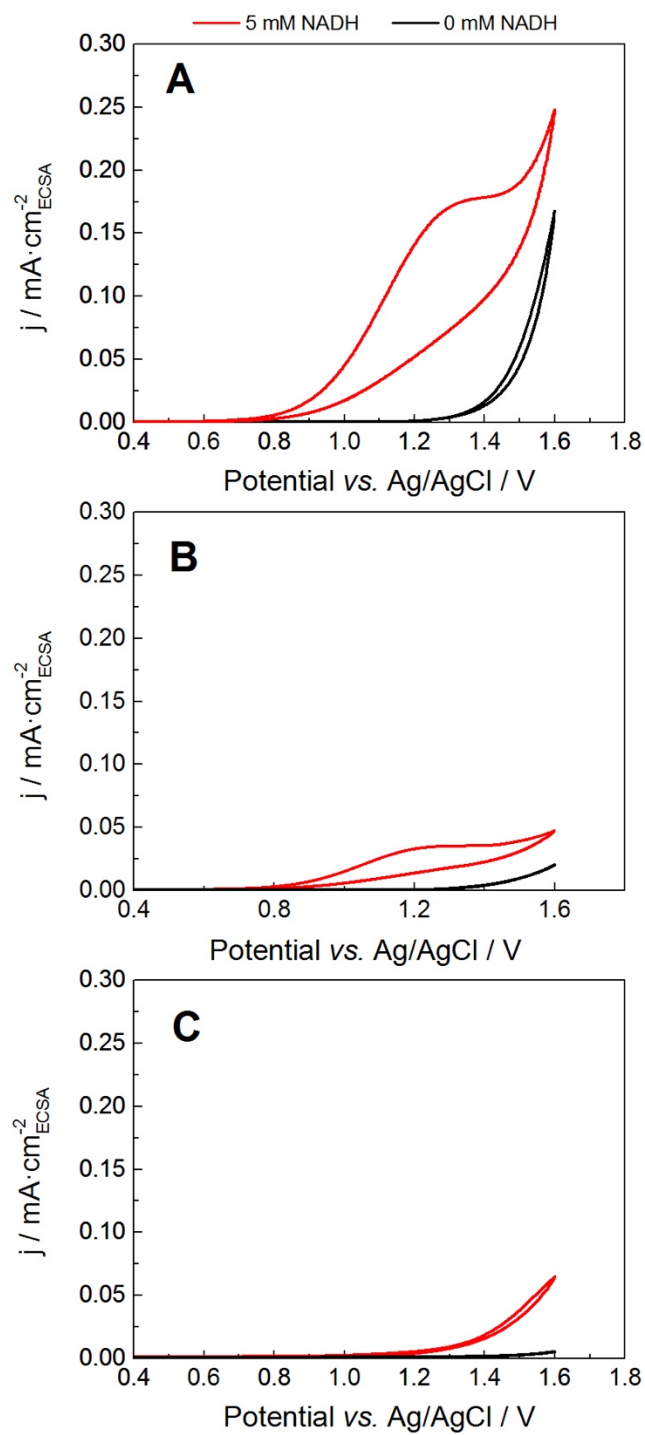 5 mM NADH 0 mM NADH
A
0.30
0.25
0.20
0.15
0.10
0.05
0.00
j / mA·cm⁻²ECSA
0.4 0.6 0.8 1.0 1.2 1.4 1.6 1.8
Potential vs. Ag/AgCl / V
B
0.30
0.25
0.20
0.15
0.10
0.05
0.00
j / mA·cm⁻²ECSA
0.4 0.8 1.2 1.6
Potential vs. Ag/AgCl / V
C
0.30
0.25
0.20
0.15
0.10
0.05
0.00
j / mA·cm⁻²ECSA
0.4 0.6 0.8 1.0 1.2 1.4 1.6 1.8
Potential vs. Ag/AgCl / V